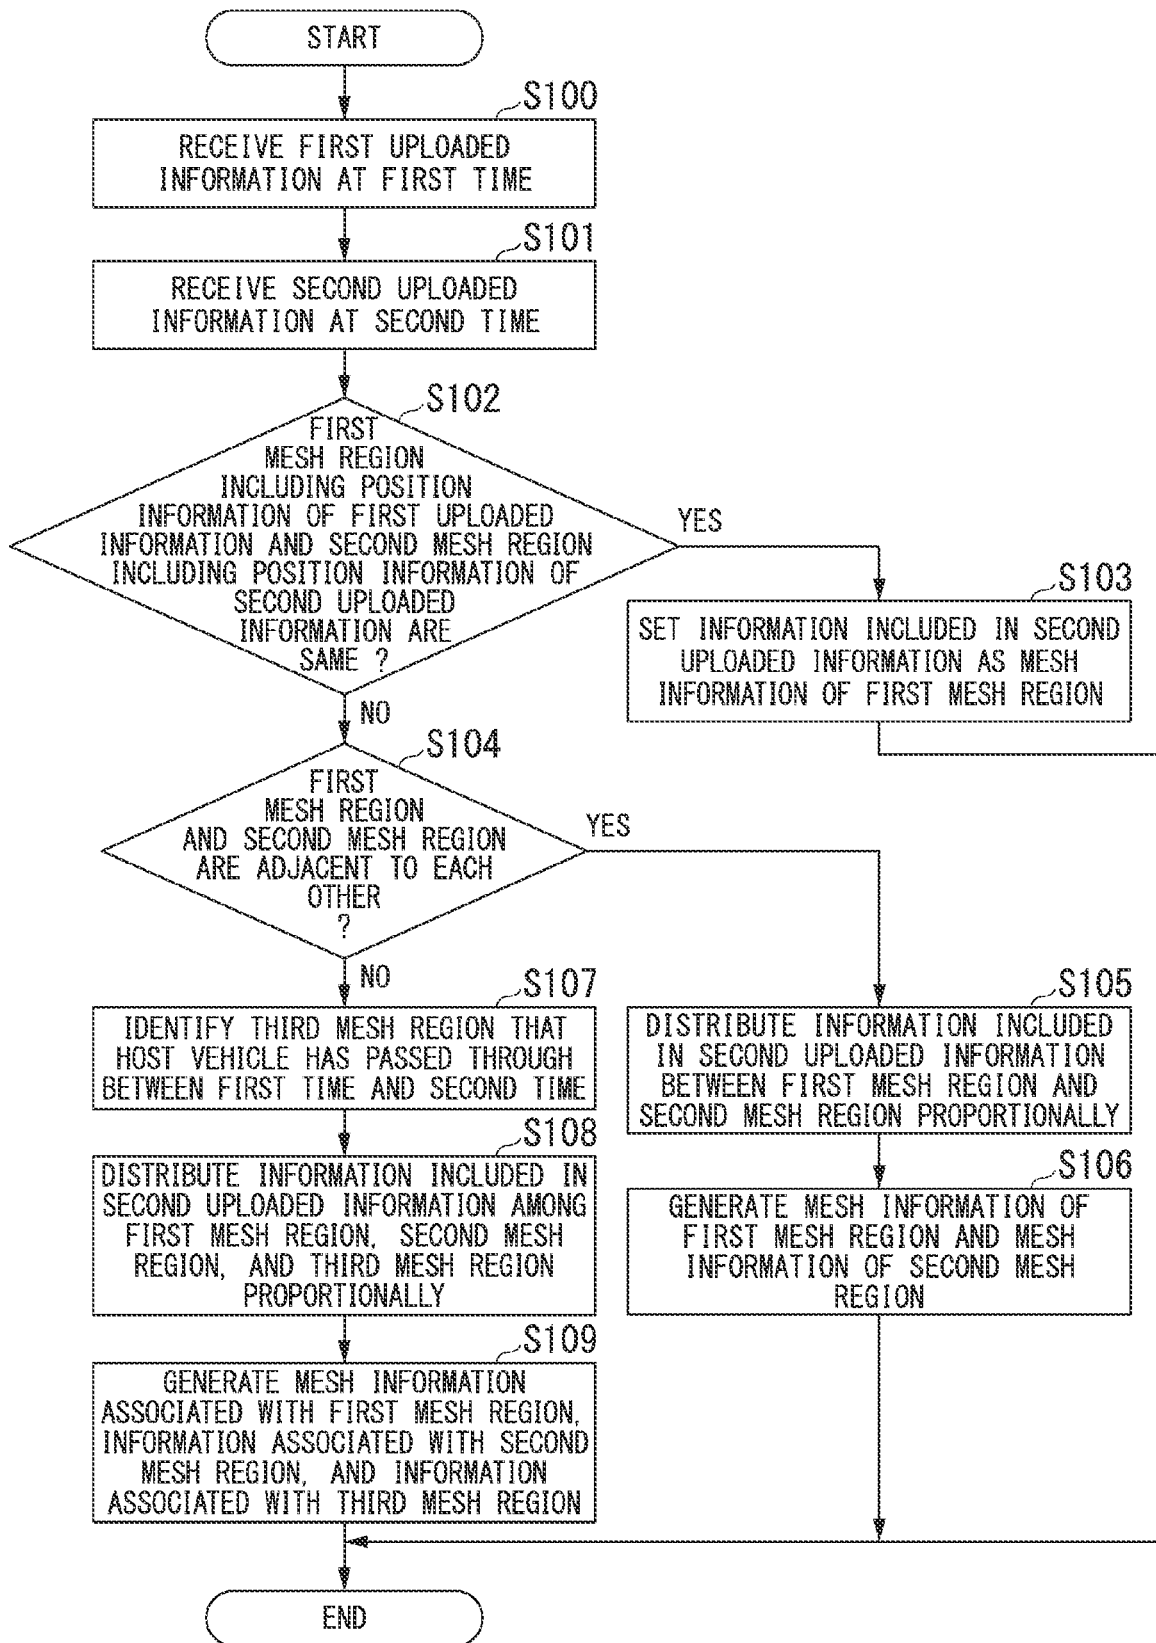 START
S100
RECEIVE FIRST UPLOADED
INFORMATION AT FIRST TIME
S101
RECEIVE SECOND UPLOADED
INFORMATION AT SECOND TIME
S102
FIRST
MESH REGION
INCLUDING POSITION
INFORMATION OF FIRST UPLOADED
INFORMATION AND SECOND MESH REGION
INCLUDING POSITION INFORMATION OF
SECOND UPLOADED
INFORMATION ARE
SAME ?
YES
S103
SET INFORMATION INCLUDED IN SECOND
UPLOADED INFORMATION AS MESH
INFORMATION OF FIRST MESH REGION
NO
S104
FIRST
MESH REGION
AND SECOND MESH REGION
ARE ADJACENT TO EACH
OTHER
?
YES
NO
S107
IDENTIFY THIRD MESH REGION THAT
HOST VEHICLE HAS PASSED THROUGH
BETWEEN FIRST TIME AND SECOND TIME
S105
DISTRIBUTE INFORMATION INCLUDED
IN SECOND UPLOADED INFORMATION
BETWEEN FIRST MESH REGION AND
SECOND MESH REGION PROPORTIONALLY
S108
DISTRIBUTE INFORMATION INCLUDED IN
SECOND UPLOADED INFORMATION AMONG
FIRST MESH REGION, SECOND MESH
REGION, AND THIRD MESH REGION
PROPORTIONALLY
S106
GENERATE MESH INFORMATION OF
FIRST MESH REGION AND MESH
INFORMATION OF SECOND MESH
REGION
S109
GENERATE MESH INFORMATION
ASSOCIATED WITH FIRST MESH REGION,
INFORMATION ASSOCIATED WITH SECOND
MESH REGION, AND INFORMATION
ASSOCIATED WITH THIRD MESH REGION
END